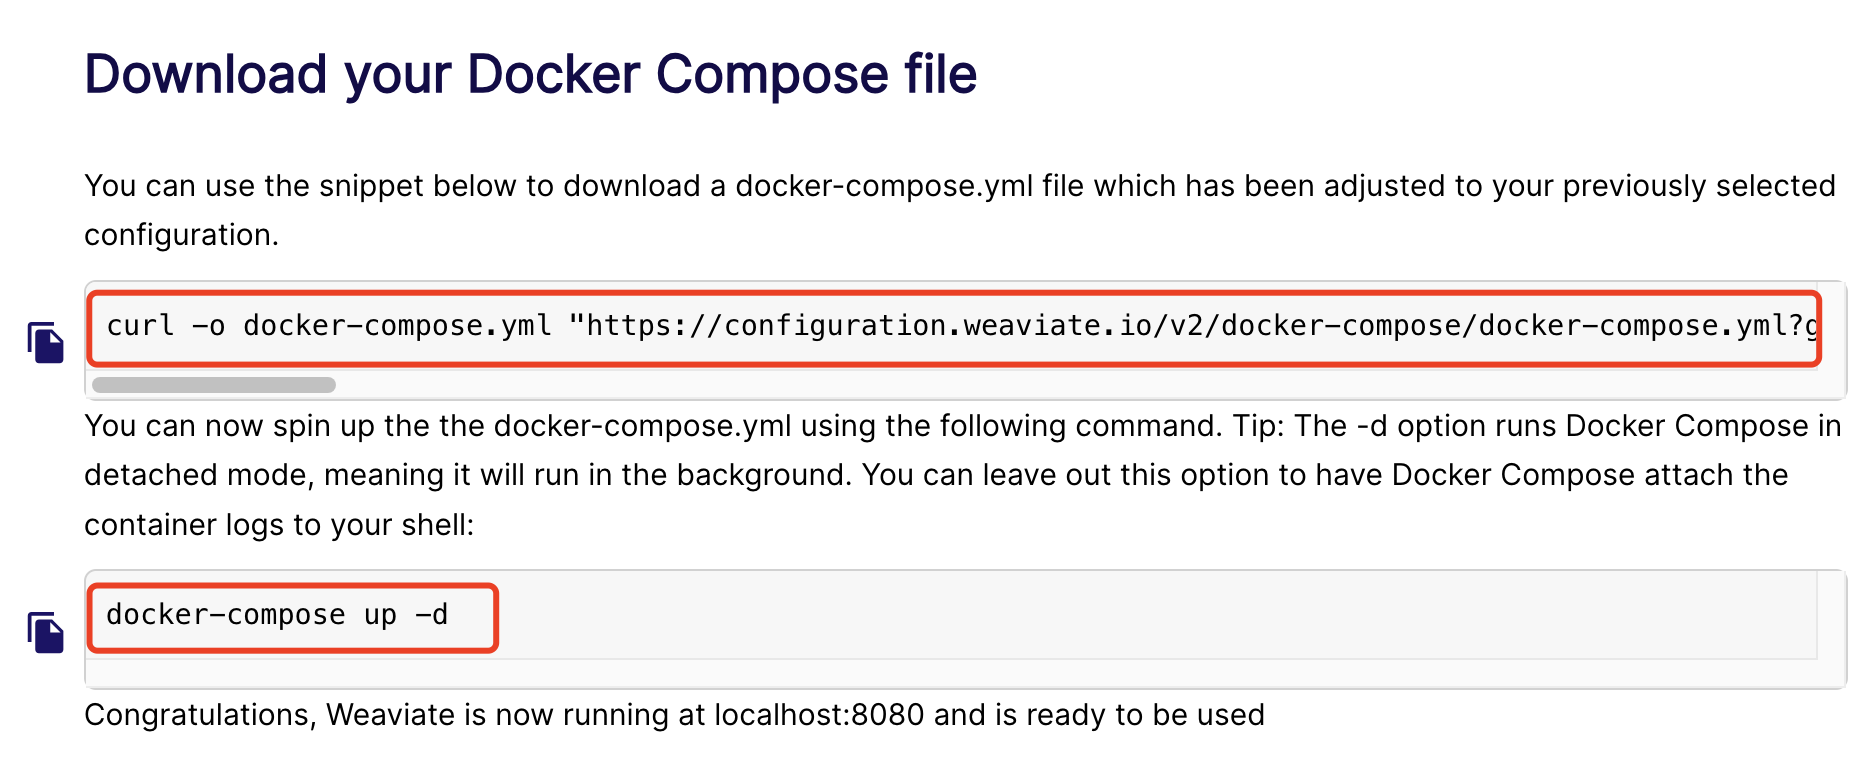 Download your Docker Compose file
You can use the snippet below to download a docker-compose.yml file which has been adjusted to your previously selected
configuration.
curl -o docker-compose.yml "https://configuration.weaviate.io/v2/docker-compose/docker-compose.yml?g
You can now spin up the the docker-compose.yml using the following command. Tip: The -d option runs Docker Compose in
detached mode, meaning it will run in the background. You can leave out this option to have Docker Compose attach the
container logs to your shell:
docker-compose up -d
Congratulations, Weaviate is now running at localhost:8080 and is ready to be used